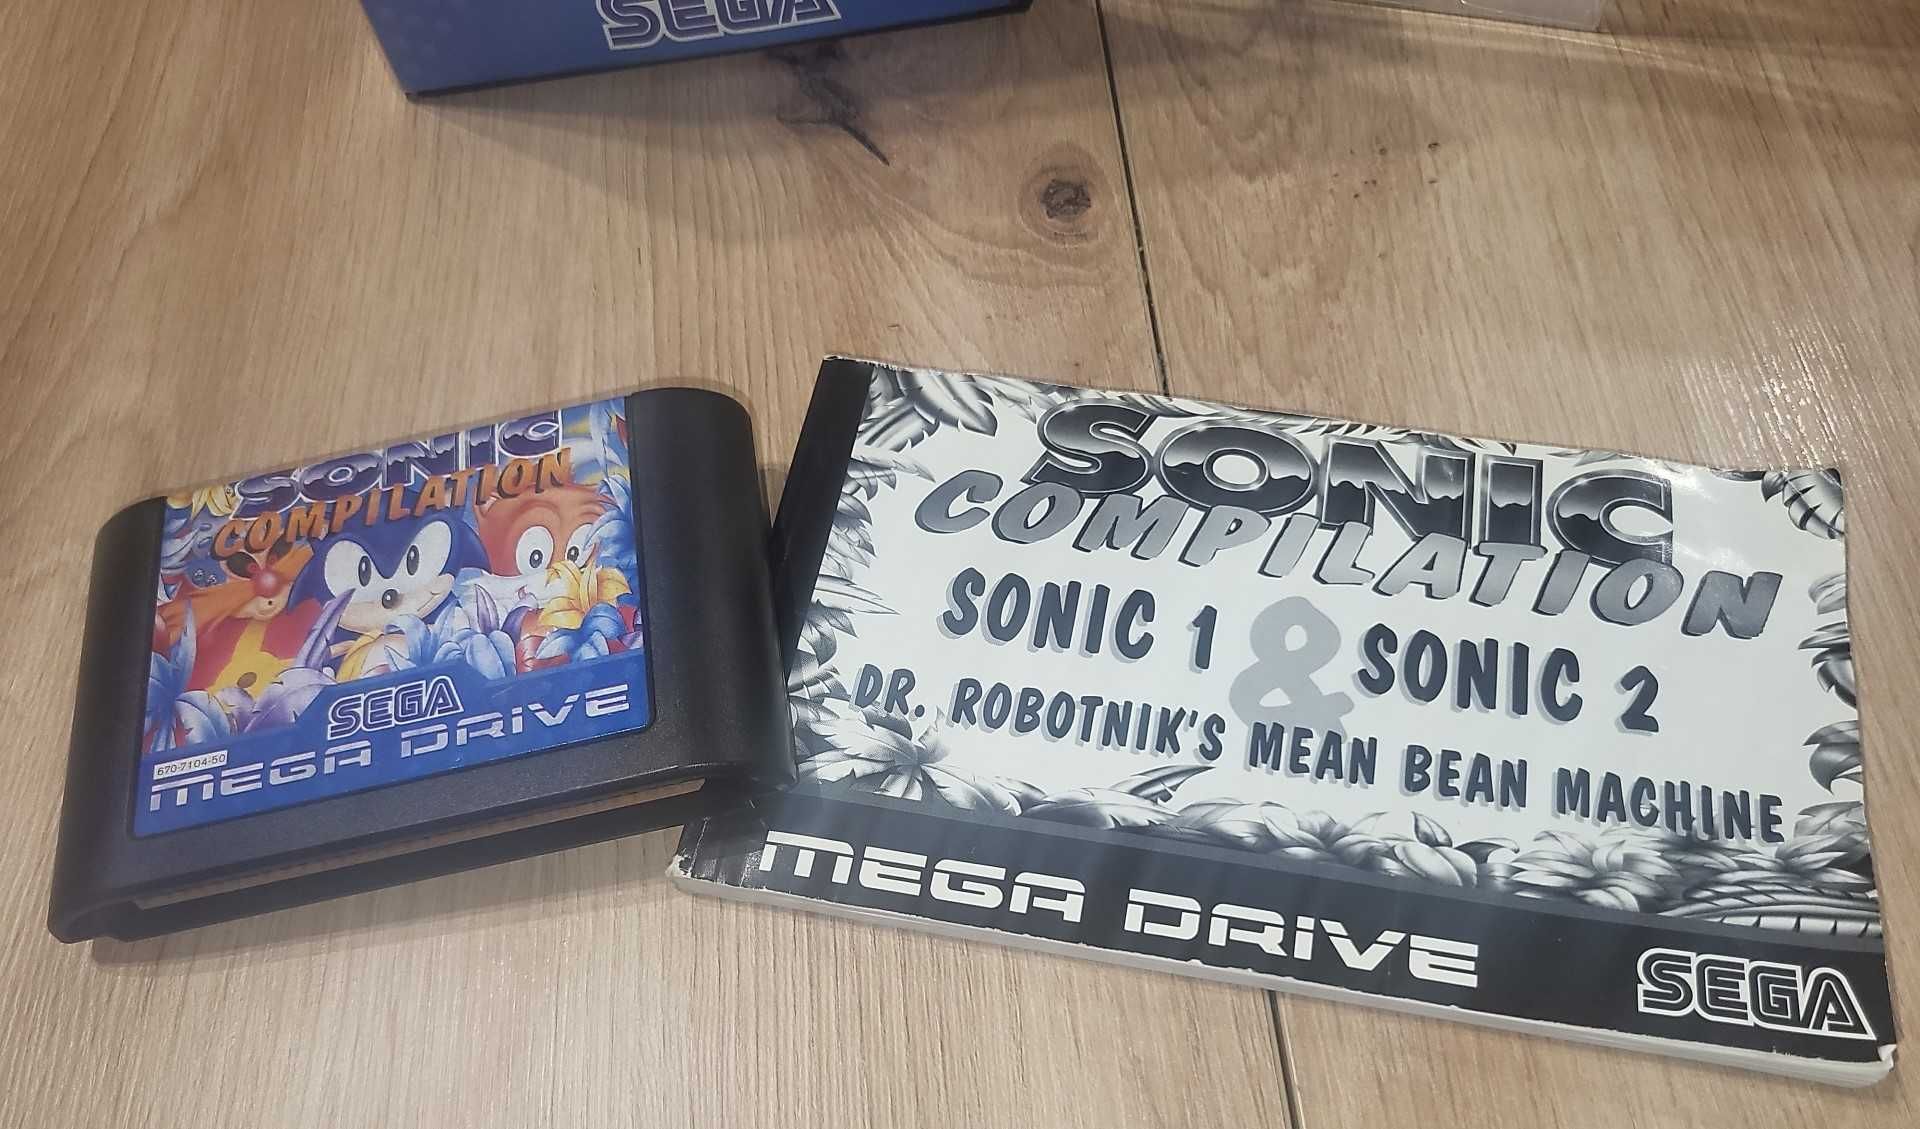 SEGA
SONIC
COMPILATION
SEGA
MEGA DRIVE
670-7104-50
SONIC
COMPILATION
SONIC 1 & SONIC 2
DR. ROBOTNIK'S MEAN BEAN MACHINE
MEGA DRIVE
SEGA